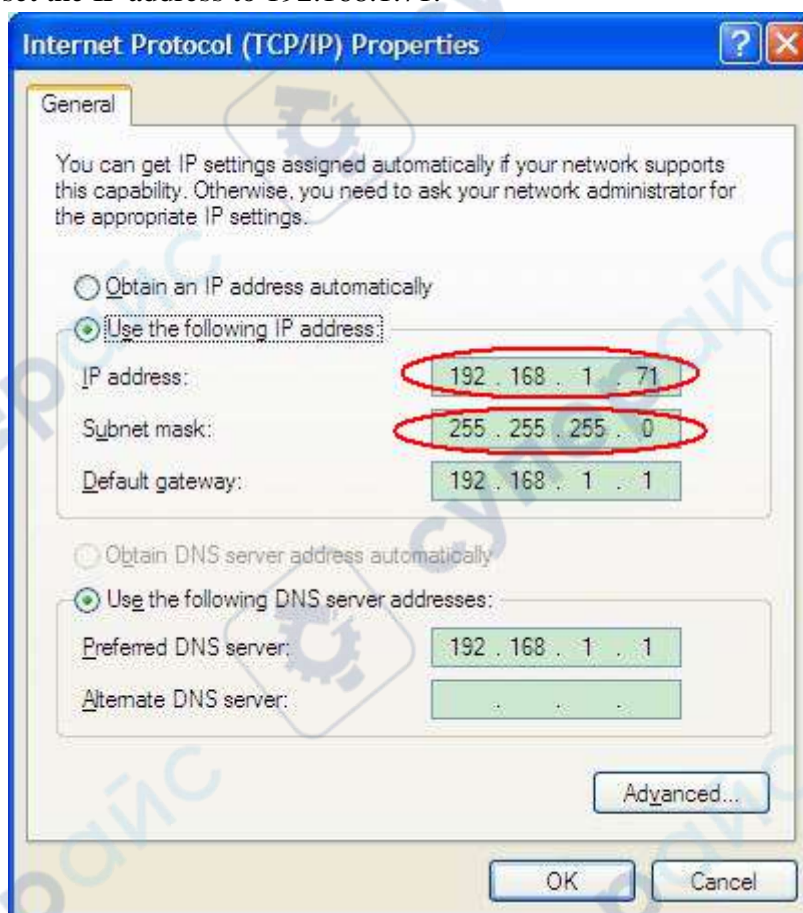 set the IP address to 192.168.1.71.
Internet Protocol (TCP/IP) Properties
General
You can get IP settings assigned automatically if your network supports
this capability. Otherwise, you need to ask your network administrator for
the appropriate IP settings.
Obtain an IP address automatically
Use the following IP address:
IP address: 192 . 168 . 1 . 71
Subnet mask: 255 . 255 . 255 . 0
Default gateway: 192 . 168 . 1 . 1
Obtain DNS server address automatically
Use the following DNS server addresses:
Preferred DNS server: 192 . 168 . 1 . 1
Alternate DNS server: . . .
Advanced...
OK Cancel